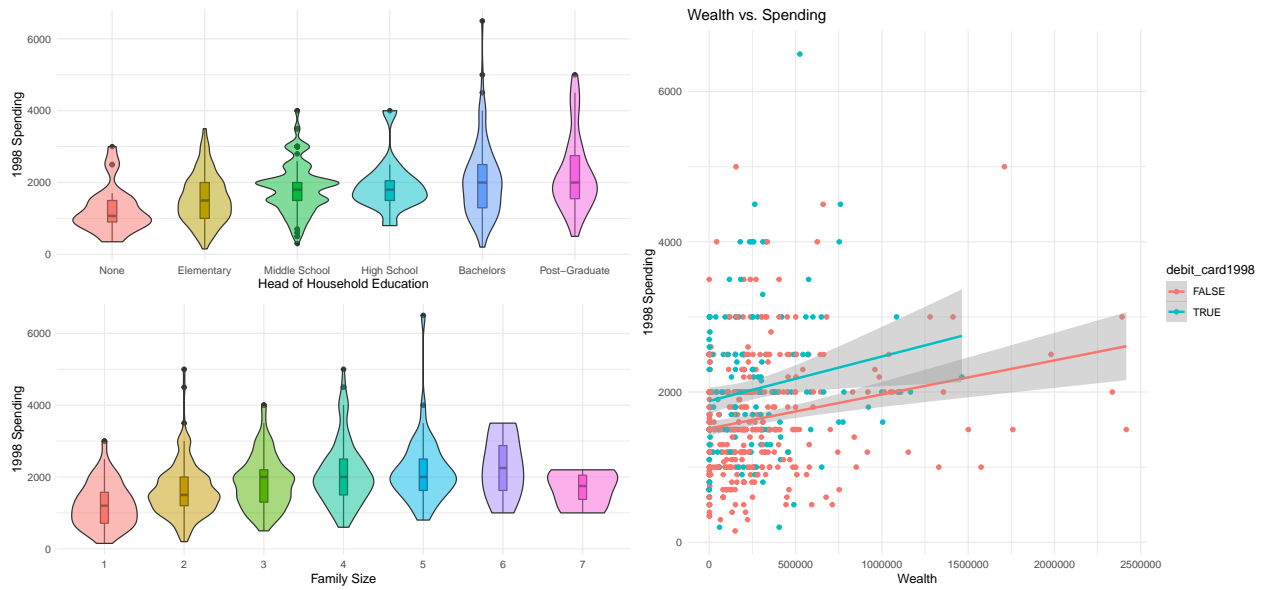 6000
4000
2000
0
1998 Spending
None Elementary Middle School High School Bachelors Post-Graduate
Head of Household Education
6000
4000
2000
0
1998 Spending
1 2 3 4 5 6 7
Family Size
Wealth vs. Spending
6000
4000
2000
0
1998 Spending
0 500000 1000000 1500000 2000000 2500000
Wealth
debit_card1998
FALSE
TRUE